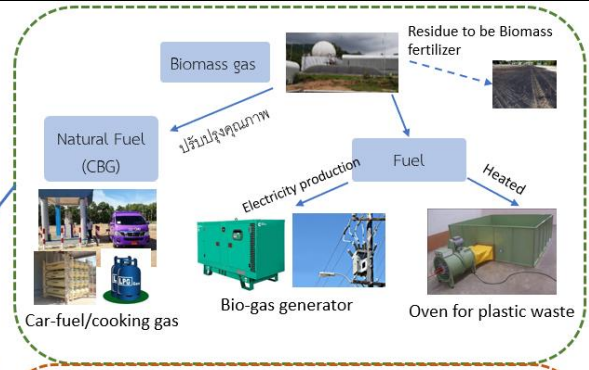 Residue to be Biomass
fertilizer
Biomass gas
ปรับปรุงคุณภาพ
Natural Fuel
(CBG)
Fuel
Electricity production
Heated
LPG
Bio-gas generator
Oven for plastic waste
Car-fuel/cooking gas